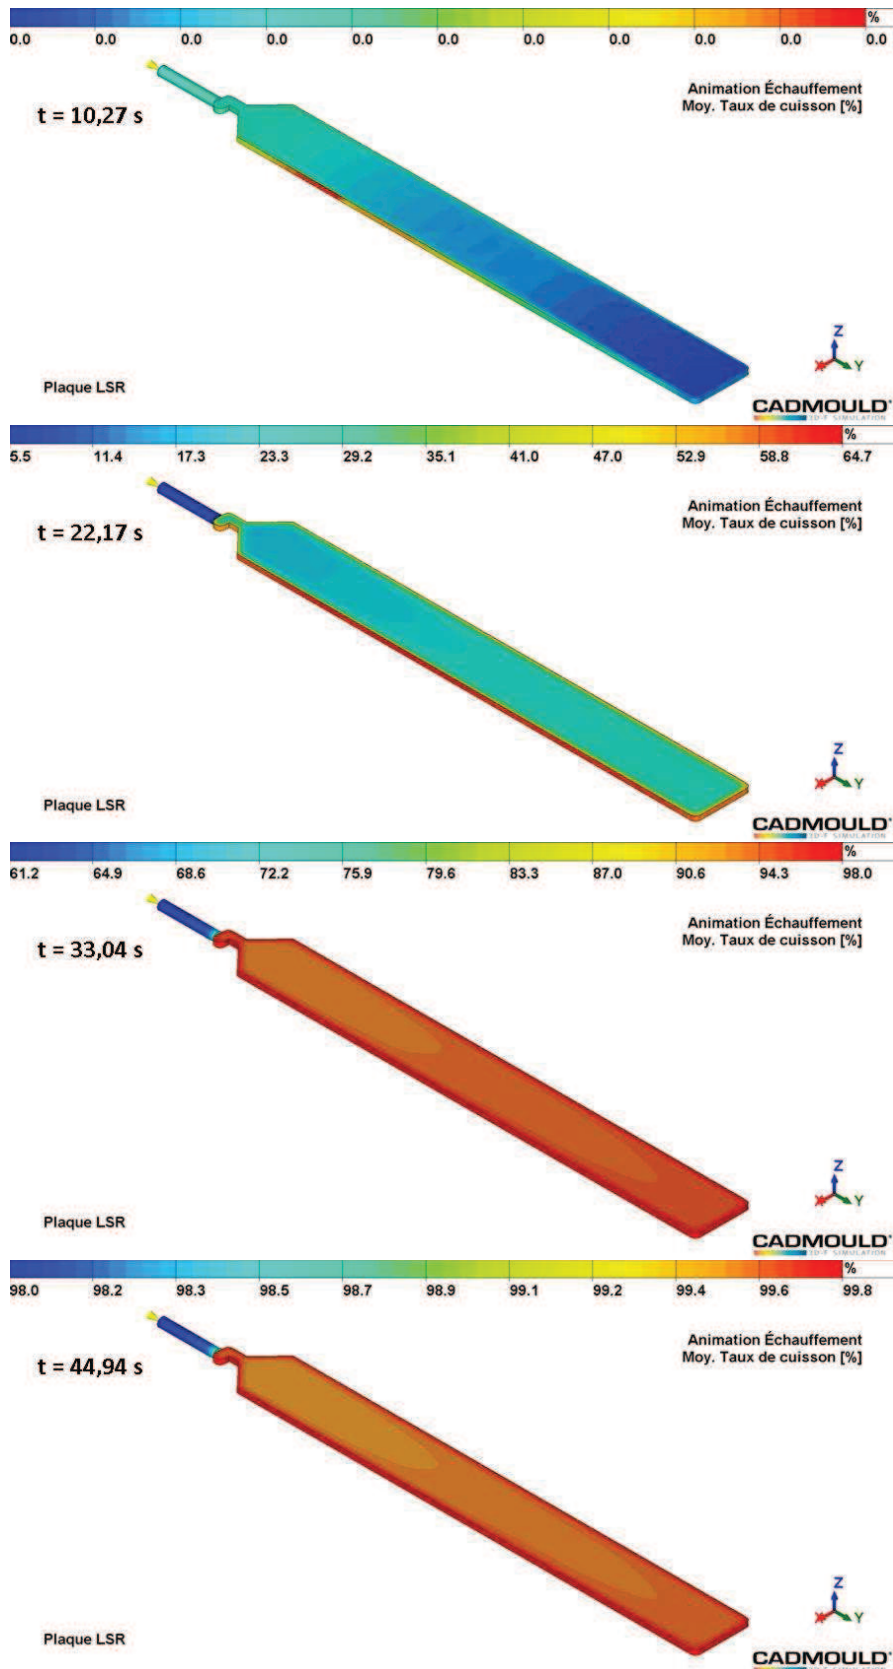 %
0.0 0.0 0.0 0.0 0.0 0.0 0.0 0.0 0.0 0.0 0.0
Animation Échauffement
Moy. Taux de cuisson [%]
t = 10,27 s
Z
X Y
Plaque LSR
CADMOULD
3D-F SIMULATION
%
5.5 11.4 17.3 23.3 29.2 35.1 41.0 47.0 52.9 58.8 64.7
Animation Échauffement
Moy. Taux de cuisson [%]
t = 22,17 s
Z
X Y
Plaque LSR
CADMOULD
3D-F SIMULATION
%
61.2 64.9 68.6 72.2 75.9 79.6 83.3 87.0 90.6 94.3 98.0
Animation Échauffement
Moy. Taux de cuisson [%]
t = 33,04 s
Z
X Y
Plaque LSR
CADMOULD
3D-F SIMULATION
%
98.0 98.2 98.3 98.5 98.7 98.9 99.1 99.2 99.4 99.6 99.8
Animation Échauffement
Moy. Taux de cuisson [%]
t = 44,94 s
Z
X Y
Plaque LSR
CADMOULD